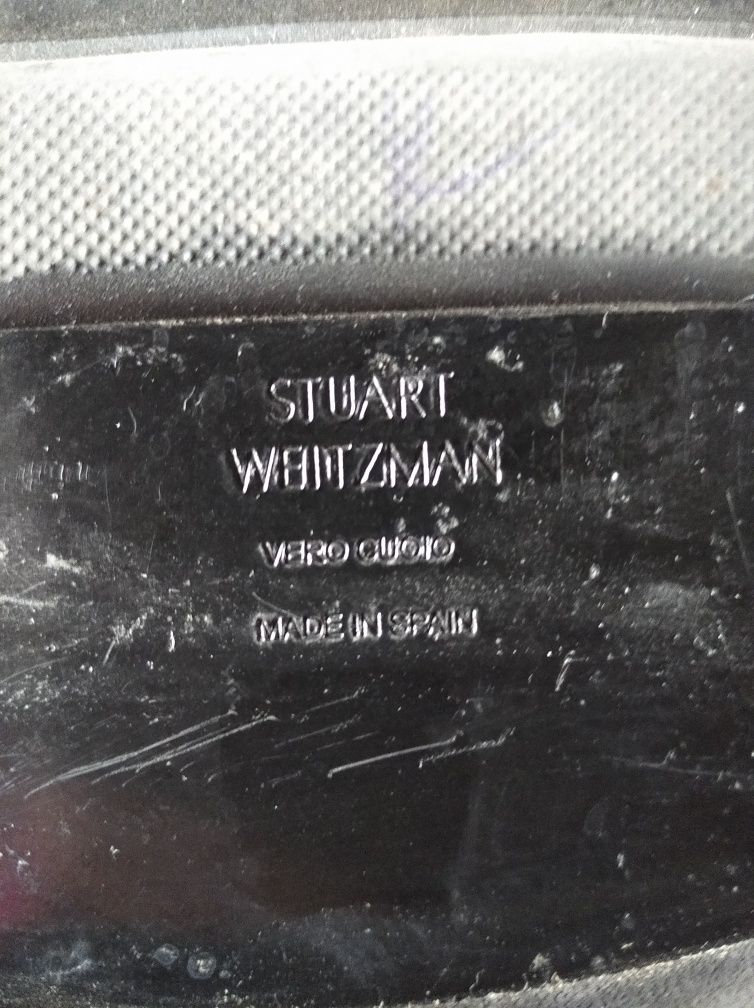 STUART
WEITZMAN
VERO CUOIO
MADE IN SPAIN